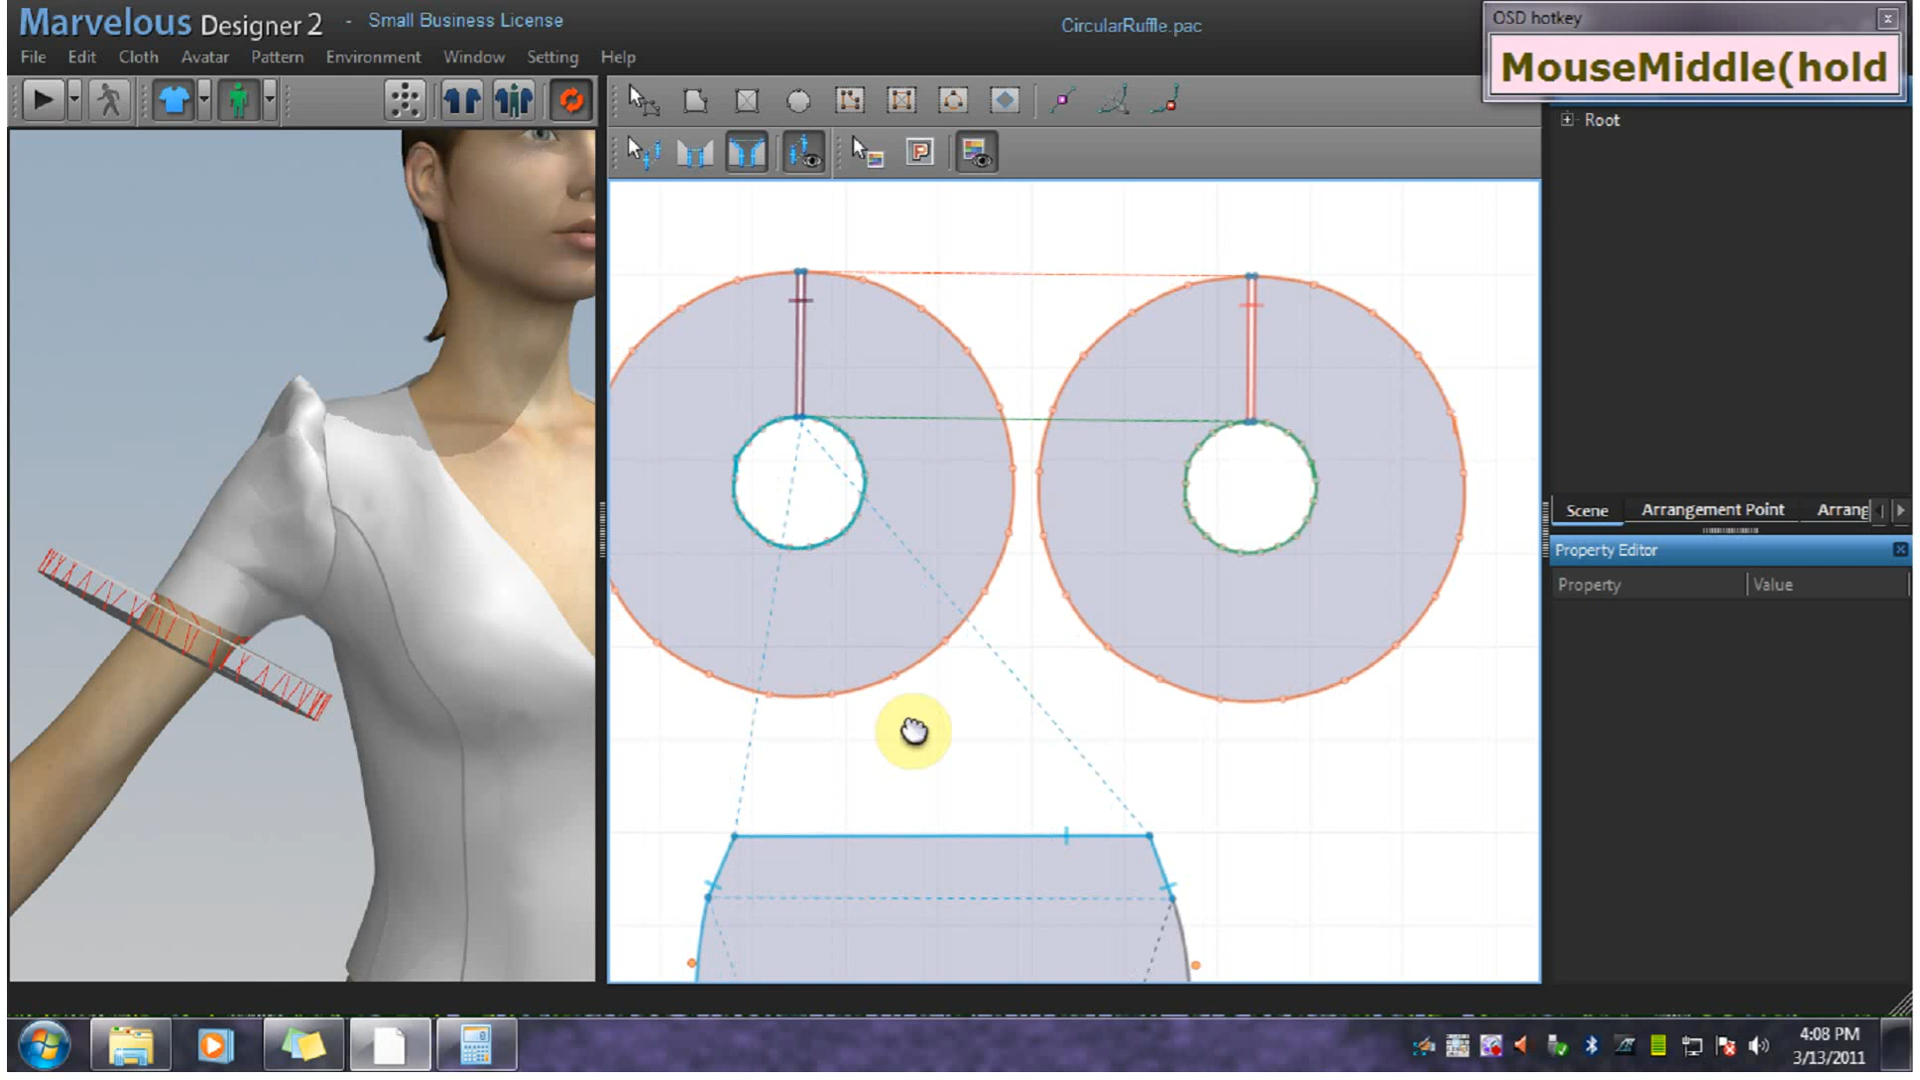 Marvelous Designer 2 - Small Business License
CircularRuffle.pac
OSD hotkey
MouseMiddle(hold
File Edit Cloth Avatar Pattern Environment Window Setting Help
Root
Scene Arrangement Point Arrang
Property Editor
Property Value
4:08 PM
3/13/2011